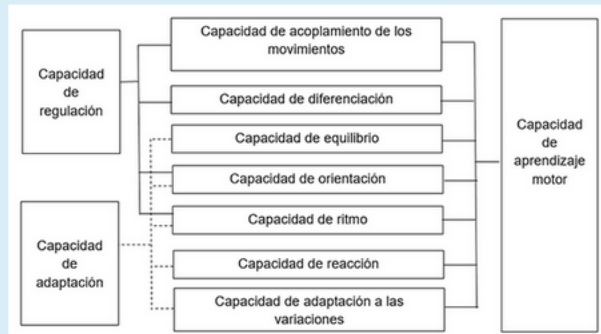 Capacidad
de
regulación
Capacidad
de
adaptación
Capacidad de acoplamiento de los
movimientos
Capacidad de diferenciación
Capacidad de equilibrio
Capacidad de orientación
Capacidad de ritmo
Capacidad de reacción
Capacidad de adaptación a las
variaciones
Capacidad
de
aprendizaje
motor